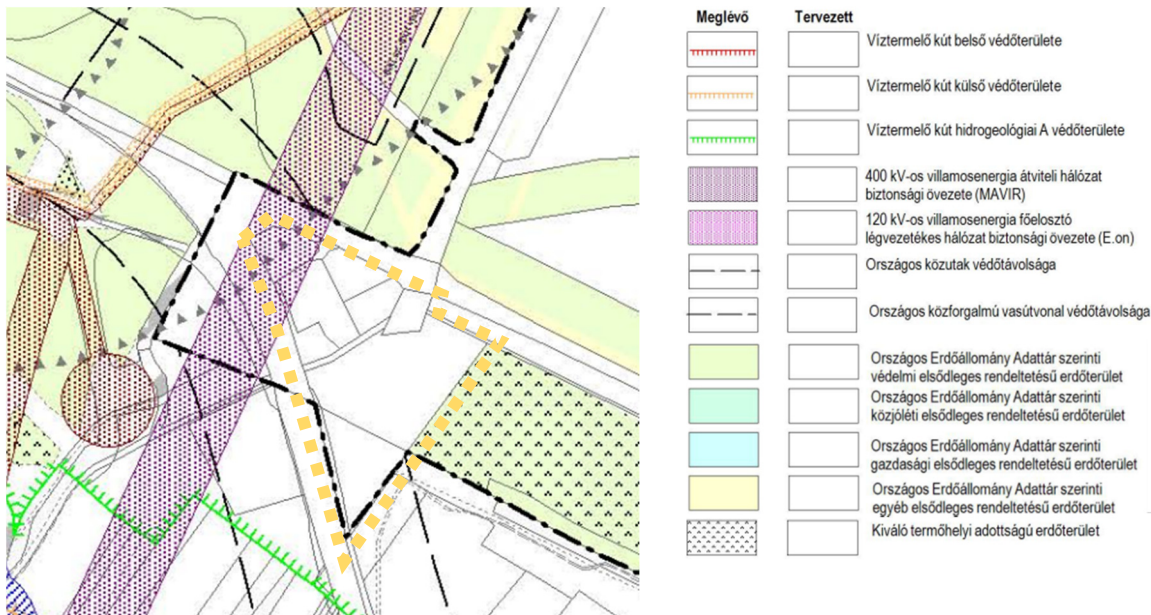 Meglévő
Tervezett
Víztermelő kút belső védőterülete
Víztermelő kút külső védőterülete
Víztermelő kút hidrogeológiai A védőterülete
400 kV-os villamosenergia átviteli hálózat
biztonsági övezete (MAVIR)
120 kV-os villamosenergia főelosztó
légvezetékes hálózat biztonsági övezete (E.on)
Országos közutak védőtávolsága
Országos közforgalmú vasútvonal védőtávolsága
Országos Erdőállomány Adattár szerinti
védelmi elsődleges rendeltetésű erdőterület
Országos Erdőállomány Adattár szerinti
közjóléti elsődleges rendeltetésű erdőterület
Országos Erdőállomány Adattár szerinti
gazdasági elsődleges rendeltetésű erdőterület
Országos Erdőállomány Adattár szerinti
egyéb elsődleges rendeltetésű erdőterület
Kiváló termőhelyi adottságú erdőterület